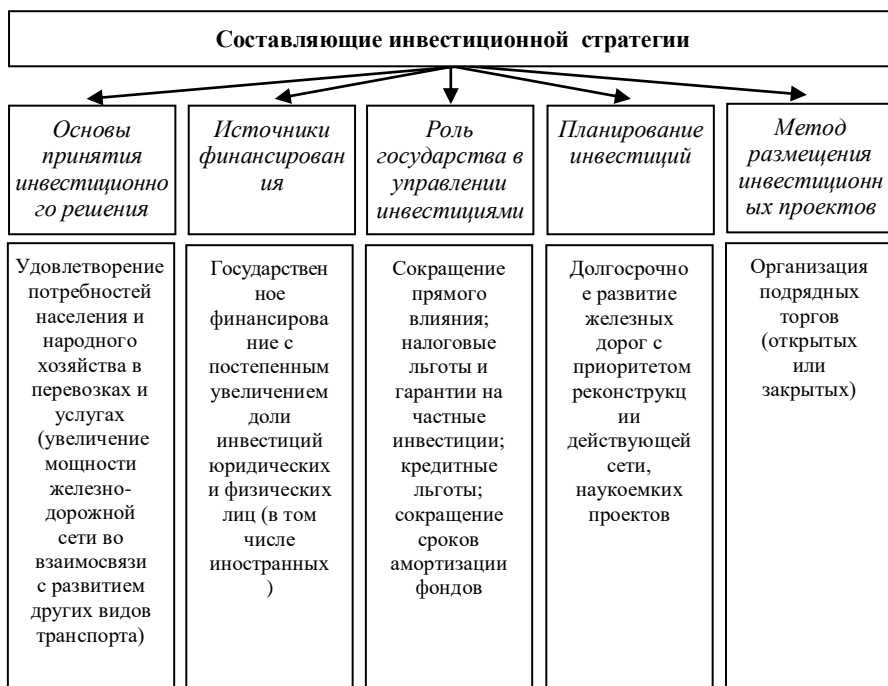 Составляющие инвестиционной стратегии
Основы
принятия
инвестиционно
го решения
Источники
финансирован
ия
Роль
государства в
управлении
инвестициями
Планирование
инвестиций
Метод
размещения
инвестиционн
ых проектов
Удовлетворение
потребностей
населения и
народного
хозяйства в
перевозках и
услугах
(увеличение
мощности
железно-
дорожной
сети во
взаимосвязи
с развитием
других видов
транспорта)
Государствен
ное
финансирова
ние с
постепенным
увеличением
доли
инвестиций
юридических
и физических
лиц (в том
числе
иностранных
)
Сокращение
прямого
влияния;
налоговые
льготы и
гарантии на
частные
инвестиции;
кредитные
льготы;
сокращение
сроков
амортизации
фондов
Долгосрочно
е развитие
железных
дорог с
приоритетом
реконструкц
ии
действующей
сети,
наукоемких
проектов
Организация
подрядных
торгов
(открытых
или
закрытых)